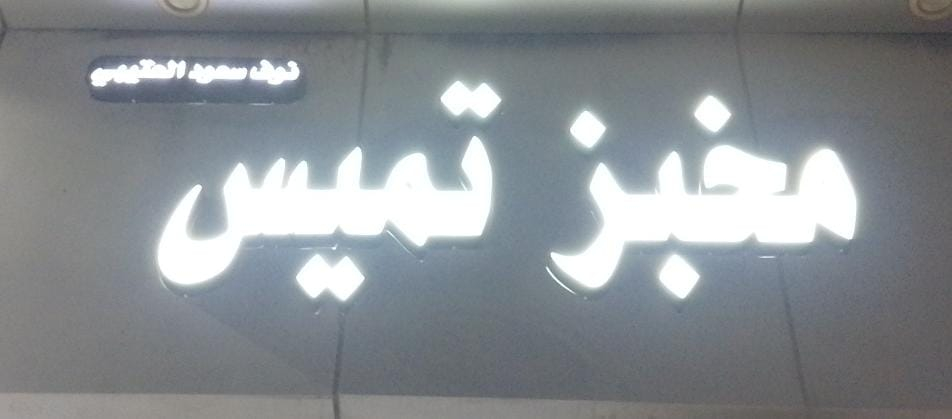 نوف سعود العتيبي
مخبز تميس